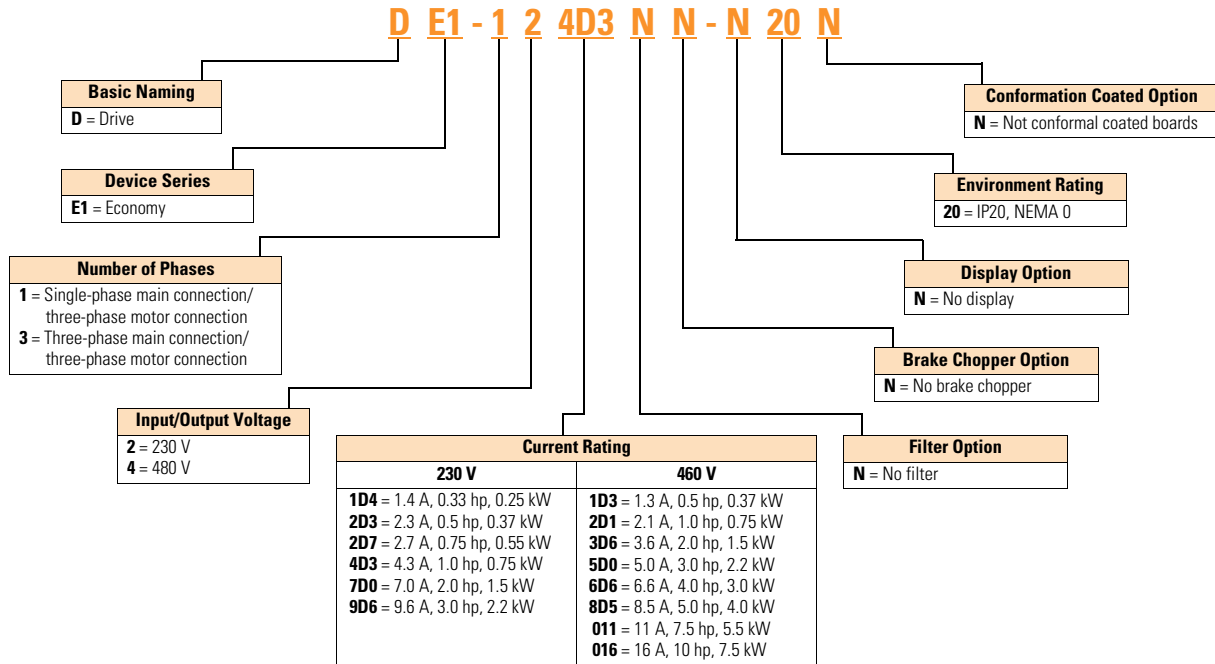 D E1 - 1 2 4D3 N N - N 20 N
Basic Naming
D = Drive
Device Series
E1 = Economy
Number of Phases
1 = Single-phase main connection/
three-phase motor connection
3 = Three-phase main connection/
three-phase motor connection
Input/Output Voltage
2 = 230 V
4 = 480 V
Current Rating
230 V
1D4 = 1.4 A, 0.33 hp, 0.25 kW
2D3 = 2.3 A, 0.5 hp, 0.37 kW
2D7 = 2.7 A, 0.75 hp, 0.55 kW
4D3 = 4.3 A, 1.0 hp, 0.75 kW
7D0 = 7.0 A, 2.0 hp, 1.5 kW
9D6 = 9.6 A, 3.0 hp, 2.2 kW
460 V
1D3 = 1.3 A, 0.5 hp, 0.37 kW
2D1 = 2.1 A, 1.0 hp, 0.75 kW
3D6 = 3.6 A, 2.0 hp, 1.5 kW
5D0 = 5.0 A, 3.0 hp, 2.2 kW
6D6 = 6.6 A, 4.0 hp, 3.0 kW
8D5 = 8.5 A, 5.0 hp, 4.0 kW
011 = 11 A, 7.5 hp, 5.5 kW
016 = 16 A, 10 hp, 7.5 kW
Conformation Coated Option
N = Not conformal coated boards
Environment Rating
20 = IP20, NEMA 0
Display Option
N = No display
Brake Chopper Option
N = No brake chopper
Filter Option
N = No filter